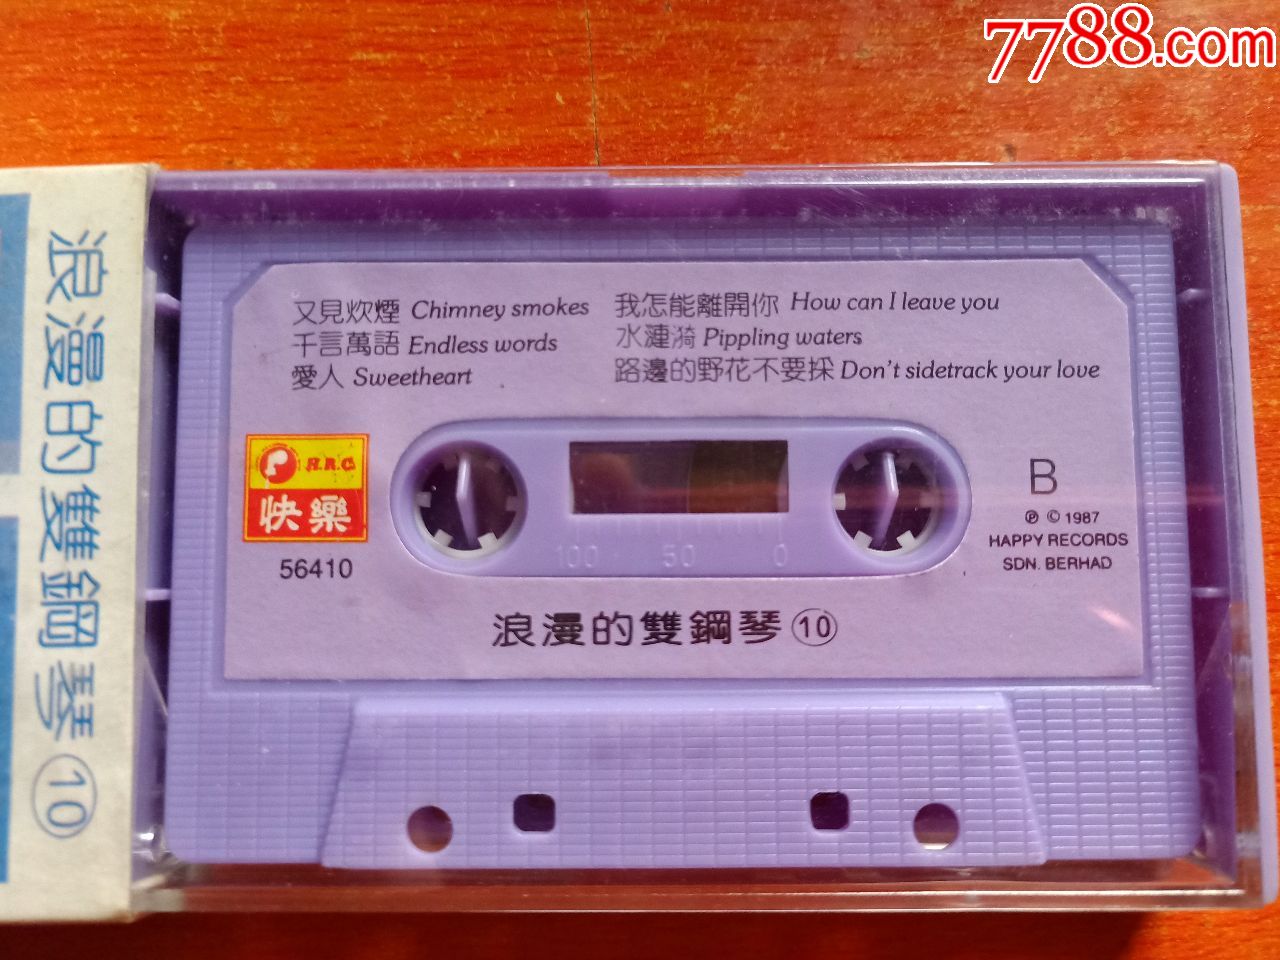 7788.com
浪漫的雙鋼琴⑩
又見炊煙 Chimney smokes
千言萬語 Endless words
愛人 Sweetheart
我怎能離開你 How can I leave you
水漣漪 Pippling waters
路邊的野花不要採 Don't sidetrack your love
H.R.C.
快樂
56410
100 50 0
B
℗ © 1987
HAPPY RECORDS
SDN. BERHAD
浪漫的雙鋼琴⑩